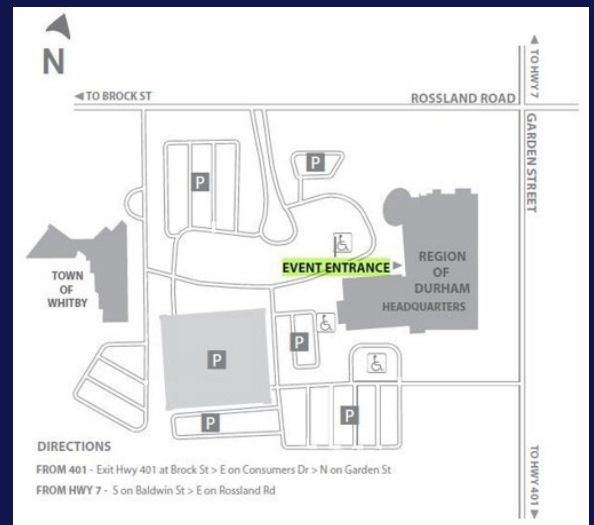 N
TO HWY 7
TO BROCK ST
ROSSLAND ROAD
GARDEN STREET
P
P
EVENT ENTRANCE
REGION
OF
DURHAM
HEADQUARTERS
TOWN
OF
WHITBY
P
P
P
P
DIRECTIONS
FROM 401 - Exit Hwy 401 at Brock St > E on Consumers Dr > N on Garden St
FROM HWY 7 - S on Baldwin St > E on Rossland Rd
TO HWY 401